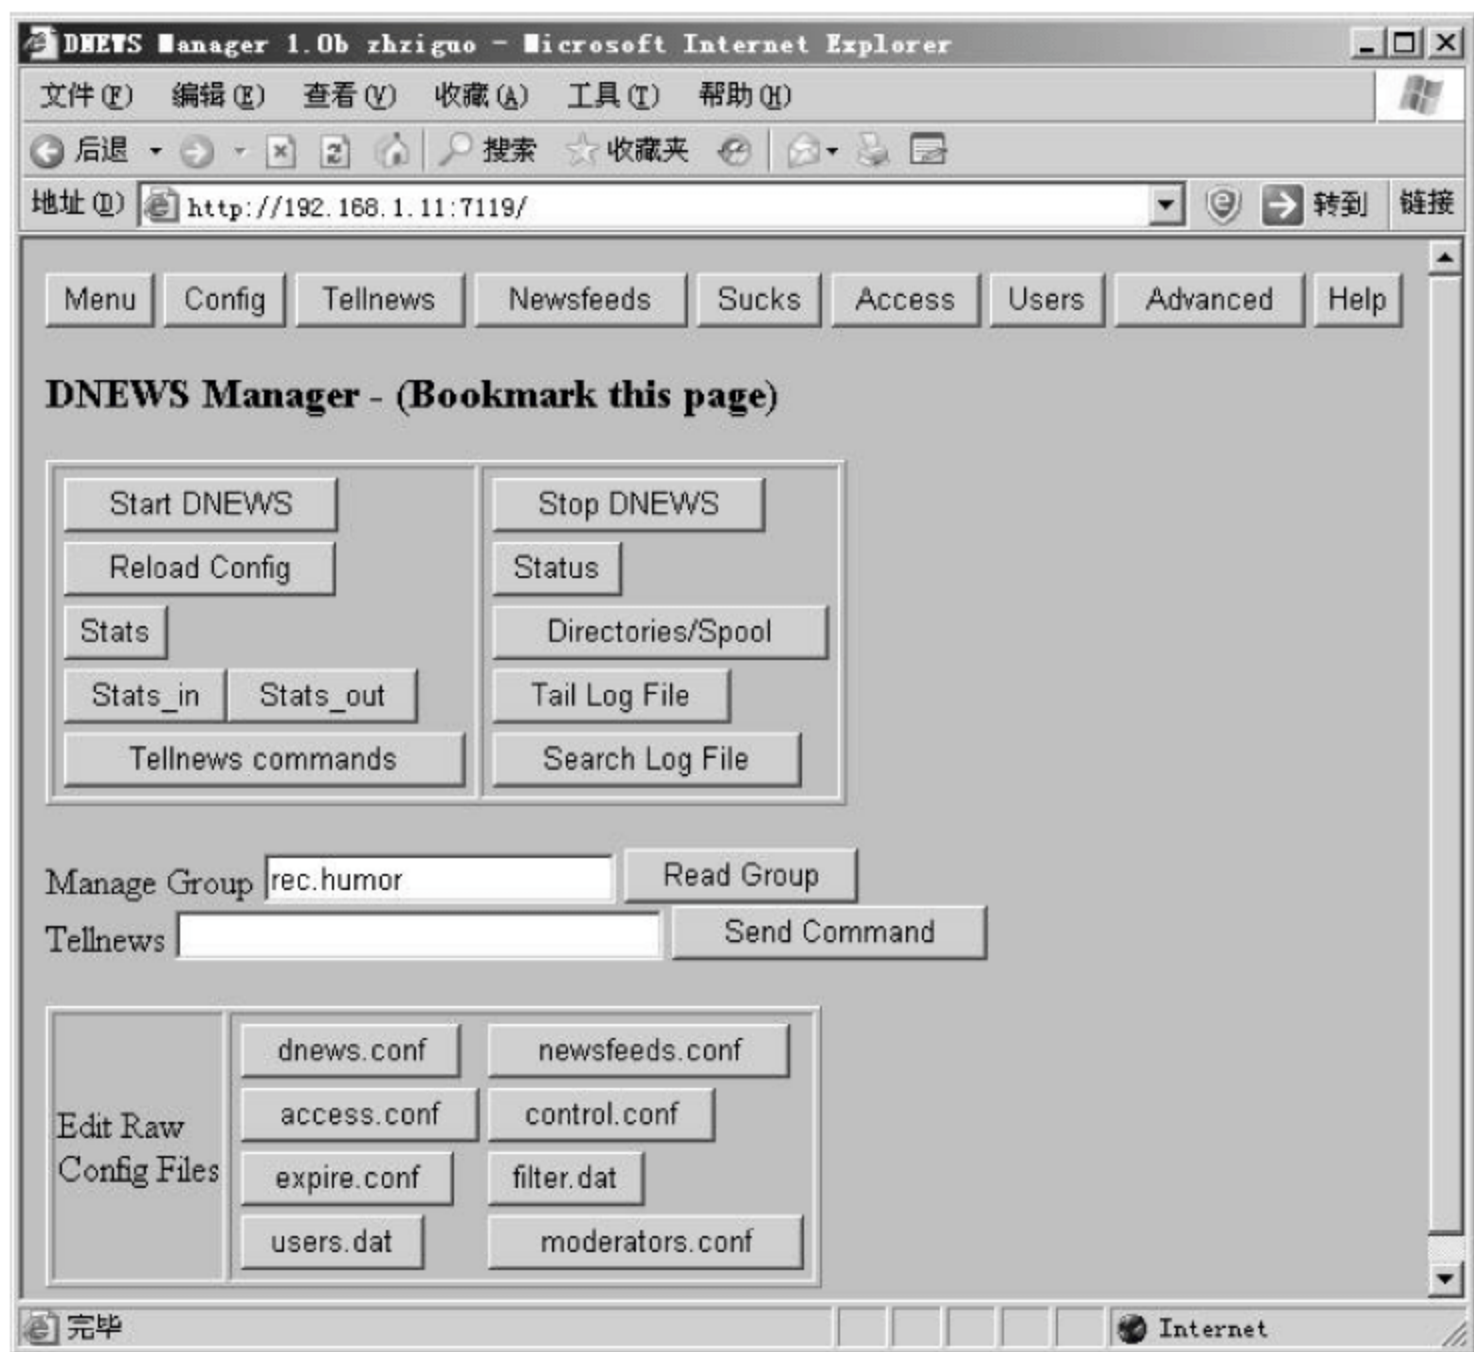 DNEWS Manager 1.0b zhziguo - Microsoft Internet Explorer
文件(F) 编辑(E) 查看(V) 收藏(A) 工具(T) 帮助(H)
后退 搜索 收藏夹
地址(D) http://192.168.1.11:7119/ 转到 链接
Menu Config Tellnews Newsfeeds Sucks Access Users Advanced Help
DNEWS Manager - (Bookmark this page)
Start DNEWS Stop DNEWS
Reload Config Status
Stats Directories/Spool
Stats_in Stats_out Tail Log File
Tellnews commands Search Log File
Manage Group rec.humor Read Group
Tellnews Send Command
dnews.conf newsfeeds.conf
Edit Raw access.conf control.conf
Config Files expire.conf filter.dat
users.dat moderators.conf
完毕 Internet